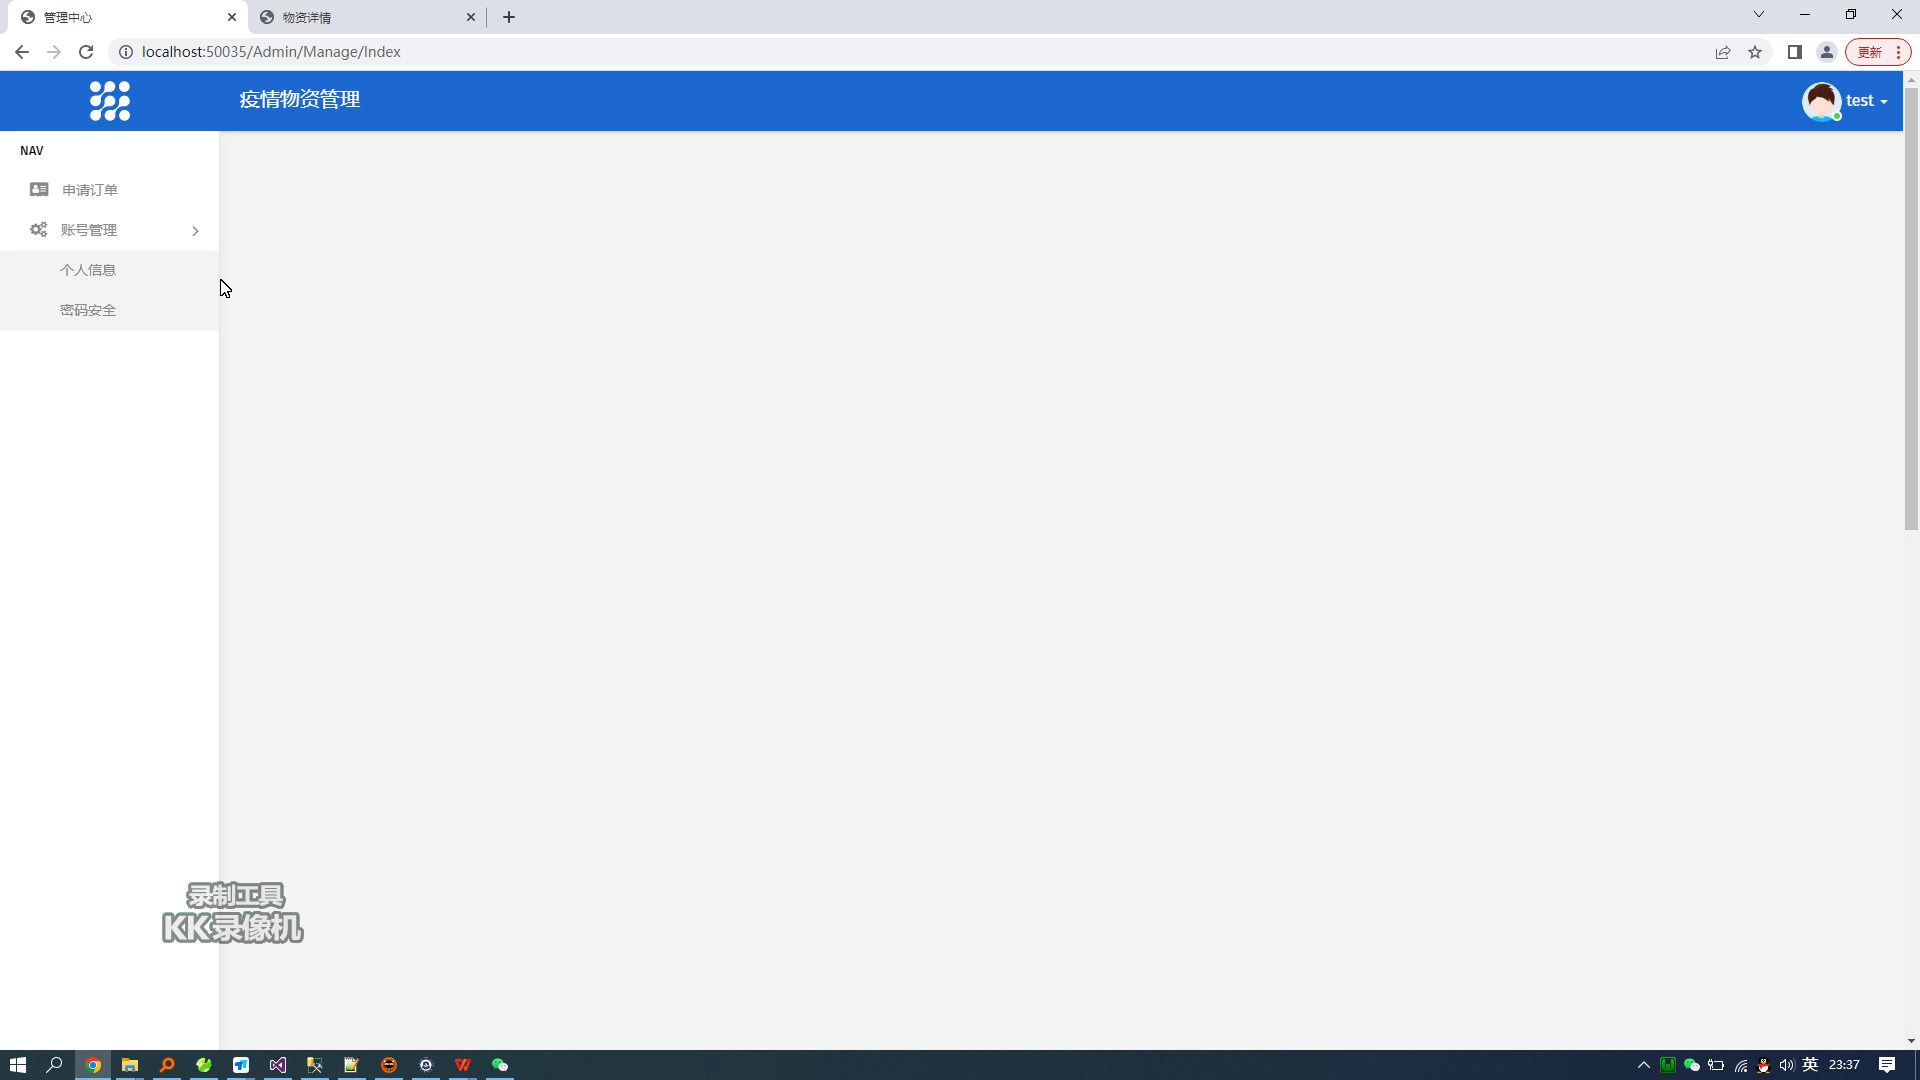 管理中心
物资详情
localhost:50035/Admin/Manage/Index
更新
疫情物资管理
test
NAV
申请订单
账号管理
个人信息
密码安全
录制工具
KK录像机
英
23:37